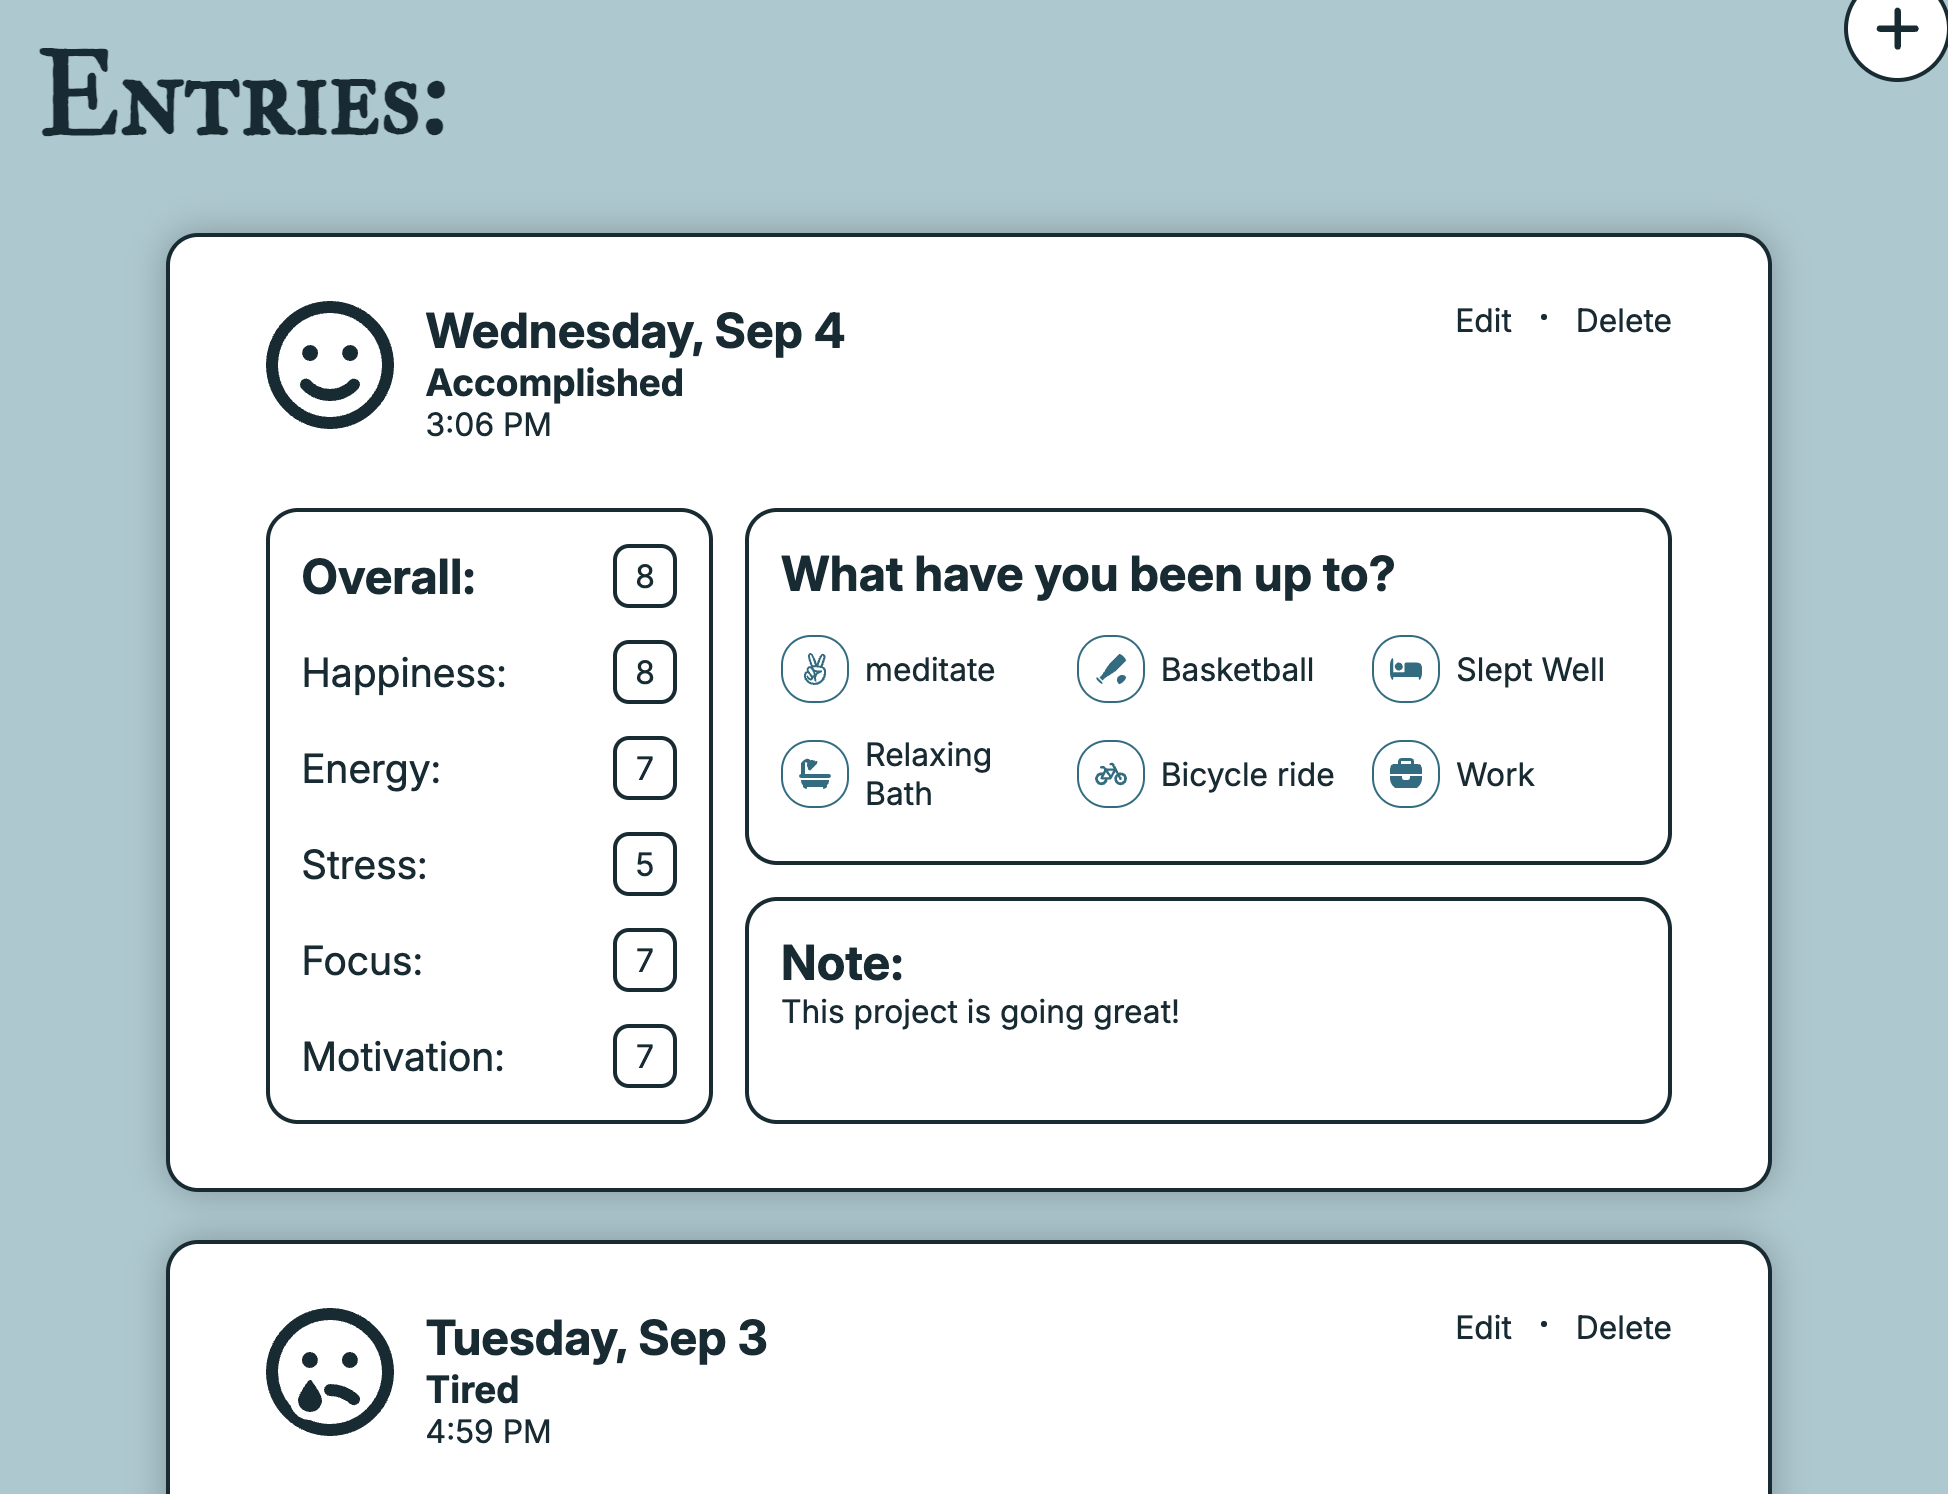 Entries:
Wednesday, Sep 4
Accomplished
3:06 PM
Edit · Delete
Overall: 8
Happiness: 8
Energy: 7
Stress: 5
Focus: 7
Motivation: 7
What have you been up to?
meditate
Basketball
Slept Well
Relaxing
Bath
Bicycle ride
Work
Note:
This project is going great!
Tuesday, Sep 3
Tired
4:59 PM
Edit · Delete